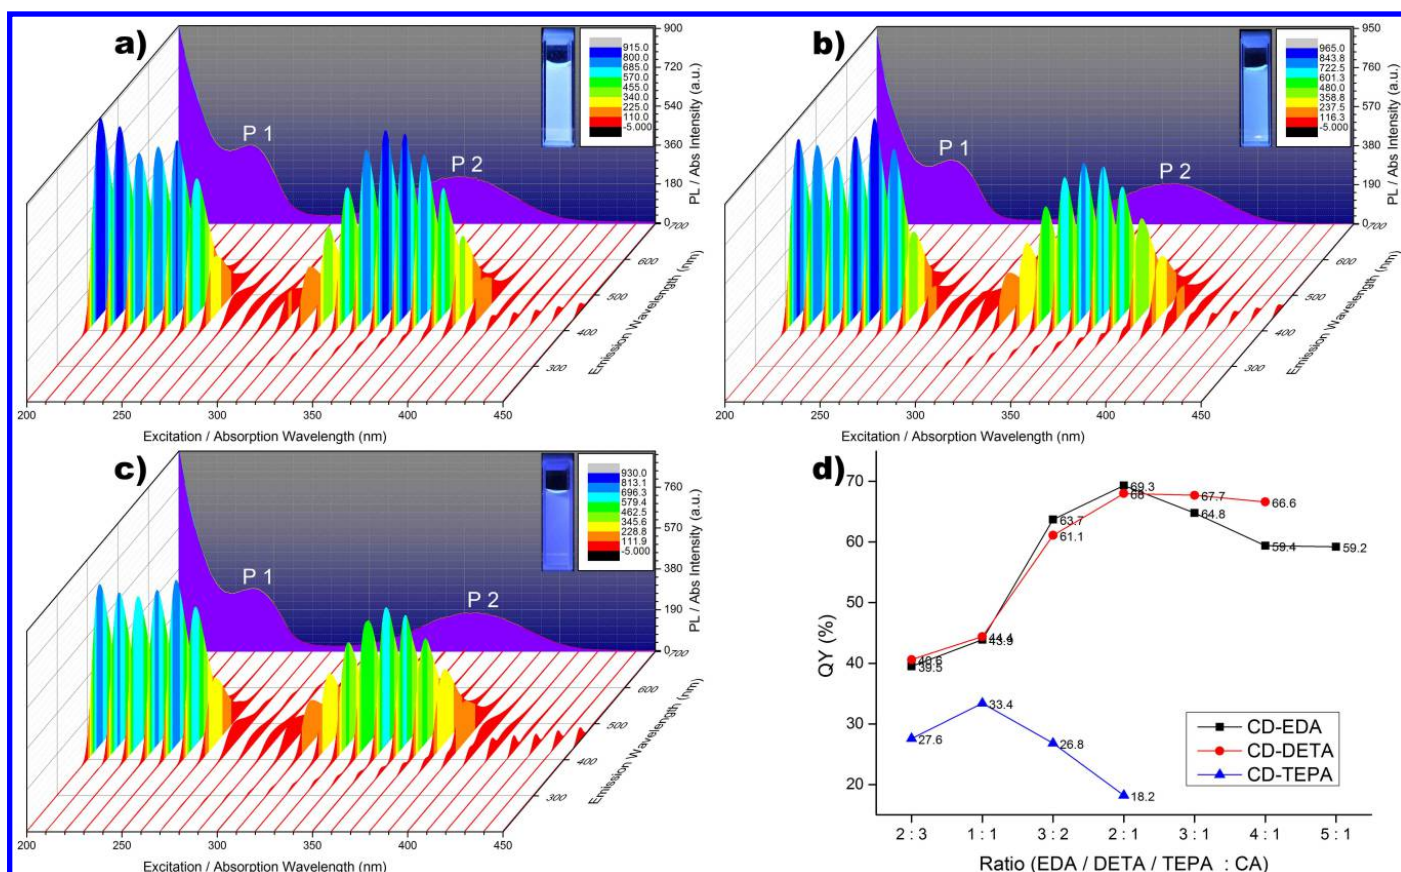 a)
P 1
P 2
915.0
800.0
685.0
570.0
455.0
340.0
225.0
110.0
-5.000
900
720
540
360
180
0
PL / Abs Intensity (a.u.)
700
600
500
400
300
Emission Wavelength (nm)
200 250 300 350 400 450
Excitation / Absorption Wavelength (nm)
b)
P 1
P 2
965.0
843.8
722.5
601.3
480.0
358.8
237.5
116.3
-5.000
950
760
570
380
190
0
PL / Abs Intensity (a.u.)
700
600
500
400
300
Emission Wavelength (nm)
200 250 300 350 400 450
Excitation / Absorption Wavelength (nm)
c)
P 1
P 2
930.0
813.1
696.3
579.4
462.5
345.6
228.8
111.9
-5.000
760
570
380
190
0
PL / Abs Intensity (a.u.)
700
600
500
400
300
Emission Wavelength (nm)
200 250 300 350 400 450
Excitation / Absorption Wavelength (nm)
d)
70
60
50
40
30
20
QY (%)
69.3
68
67.7
66.6
63.7
64.8
61.1
59.4
59.2
44.4
43.9
40.6
39.5
33.4
27.6
26.8
18.2
CD-EDA
CD-DETA
CD-TEPA
2 : 3 1 : 1 3 : 2 2 : 1 3 : 1 4 : 1 5 : 1
Ratio (EDA / DETA / TEPA : CA)